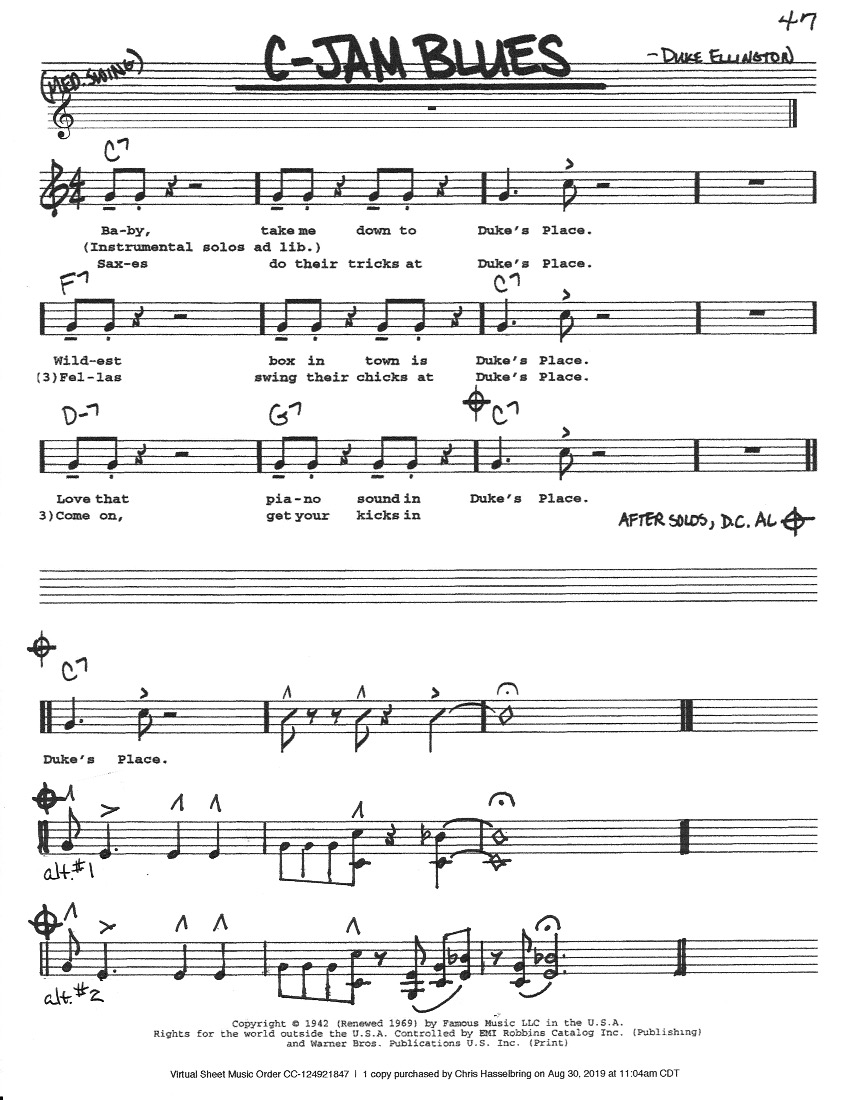 47
C-JAM BLUES
- DUKE ELLINGTON
(MED. SWING)
C7
Ba-by, take me down to Duke's Place.
(Instrumental solos ad lib.)
Sax-es do their tricks at Duke's Place.
F7 C7
Wild-est box in town is Duke's Place.
(3)Fel-las swing their chicks at Duke's Place.
D-7 G7 C7
Love that pia-no sound in Duke's Place.
3)Come on, get your kicks in
AFTER SOLOS, D.C. AL
C7
Duke's Place.
alt.#1
alt.#2
Copyright © 1942 (Renewed 1969) by Famous Music LLC in the U.S.A.
Rights for the world outside the U.S.A. Controlled by EMI Robbins Catalog Inc. (Publishing)
and Warner Bros. Publications U.S. Inc. (Print)
Virtual Sheet Music Order CC-124921847 | 1 copy purchased by Chris Hasselbring on Aug 30, 2019 at 11:04am CDT